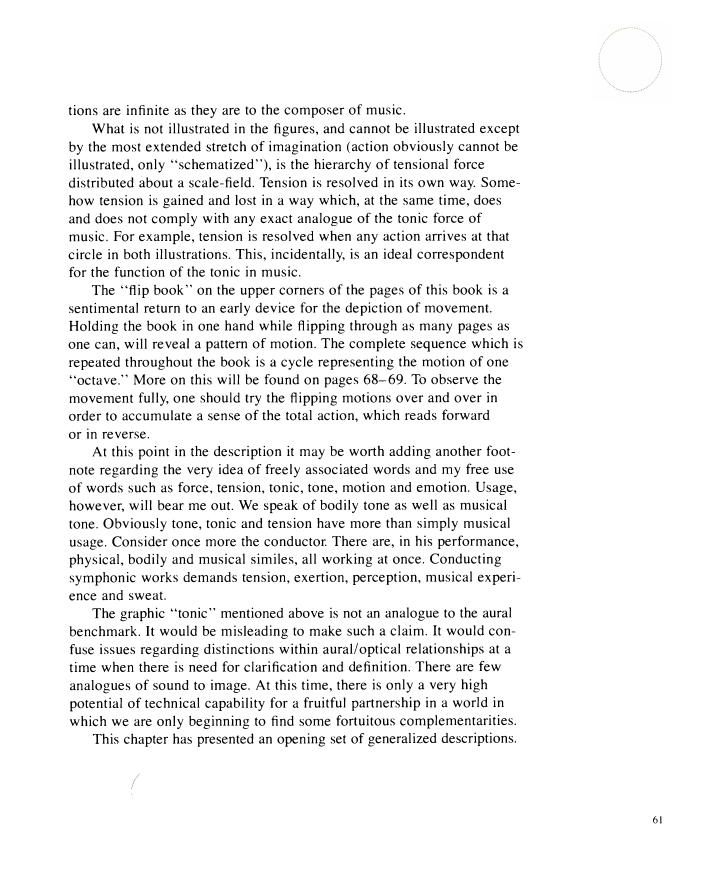 tions are infinite as they are to the composer of music.
What is not illustrated in the figures, and cannot be illustrated except
by the most extended stretch of imagination (action obviously cannot be
illustrated, only “schematized”), is the hierarchy of tensional force
distributed about a scale-field. Tension is resolved in its own way. Some-
how tension is gained and lost in a way which, at the same time, does
and does not comply with any exact analogue of the tonic force of
music. For example, tension is resolved when any action arrives at that
circle in both illustrations. This, incidentally, is an ideal correspondent
for the function of the tonic in music.
The “flip book” on the upper corners of the pages of this book is a
sentimental return to an early device for the depiction of movement.
Holding the book in one hand while flipping through as many pages as
one can, will reveal a pattern of motion. The complete sequence which is
repeated throughout the book is a cycle representing the motion of one
“octave.” More on this will be found on pages 68–69. To observe the
movement fully, one should try the flipping motions over and over in
order to accumulate a sense of the total action, which reads forward
or in reverse.
At this point in the description it may be worth adding another foot-
note regarding the very idea of freely associated words and my free use
of words such as force, tension, tonic, tone, motion and emotion. Usage,
however, will bear me out. We speak of bodily tone as well as musical
tone. Obviously tone, tonic and tension have more than simply musical
usage. Consider once more the conductor. There are, in his performance,
physical, bodily and musical similes, all working at once. Conducting
symphonic works demands tension, exertion, perception, musical experi-
ence and sweat.
The graphic “tonic” mentioned above is not an analogue to the aural
benchmark. It would be misleading to make such a claim. It would con-
fuse issues regarding distinctions within aural/optical relationships at a
time when there is need for clarification and definition. There are few
analogues of sound to image. At this time, there is only a very high
potential of technical capability for a fruitful partnership in a world in
which we are only beginning to find some fortuitous complementarities.
This chapter has presented an opening set of generalized descriptions.
61